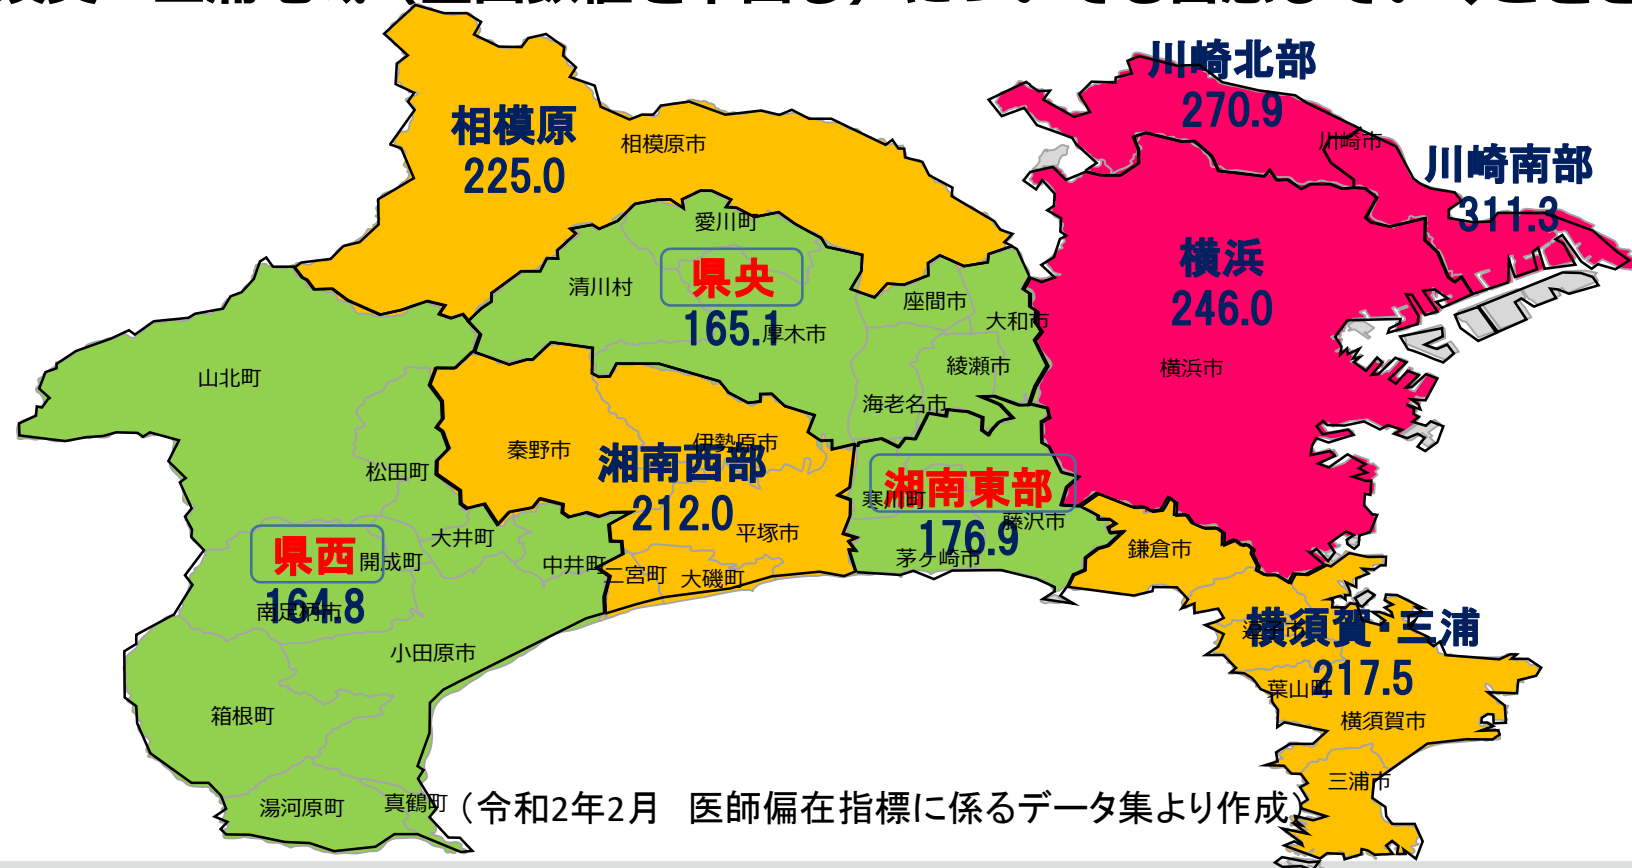 川崎北部
270.9
相模原
225.0
相模原市
川崎市
川崎南部
311.3
愛川町
横浜
246.0
県央
165.1
清川村
厚木市
座間市
大和市
綾瀬市
海老名市
横浜市
山北町
秦野市
伊勢原市
湘南西部
212.0
平塚市
松田町
湘南東部
176.9
寒川町
藤沢市
茅ヶ崎市
大井町
中井町
二宮町
大磯町
鎌倉市
県西
164.8
開成町
南足柄市
小田原市
横須賀・三浦
217.5
逗子市
葉山町
横須賀市
箱根町
三浦市
湯河原町
真鶴町
（令和2年2月　医師偏在指標に係るデータ集より作成）